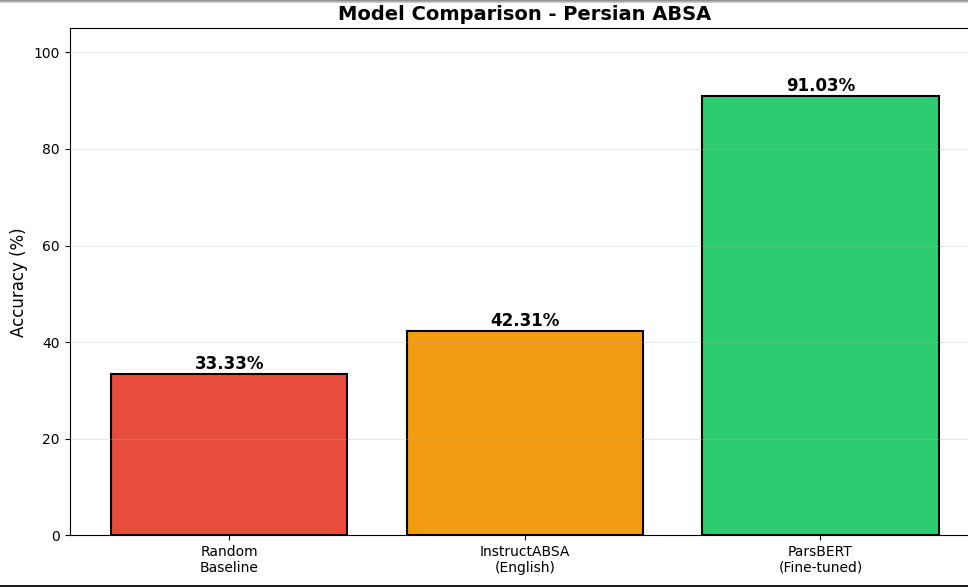 Model Comparison - Persian ABSA
Accuracy (%)
100
80
60
40
20
0
33.33%
42.31%
91.03%
Random
Baseline
InstructABSA
(English)
ParsBERT
(Fine-tuned)